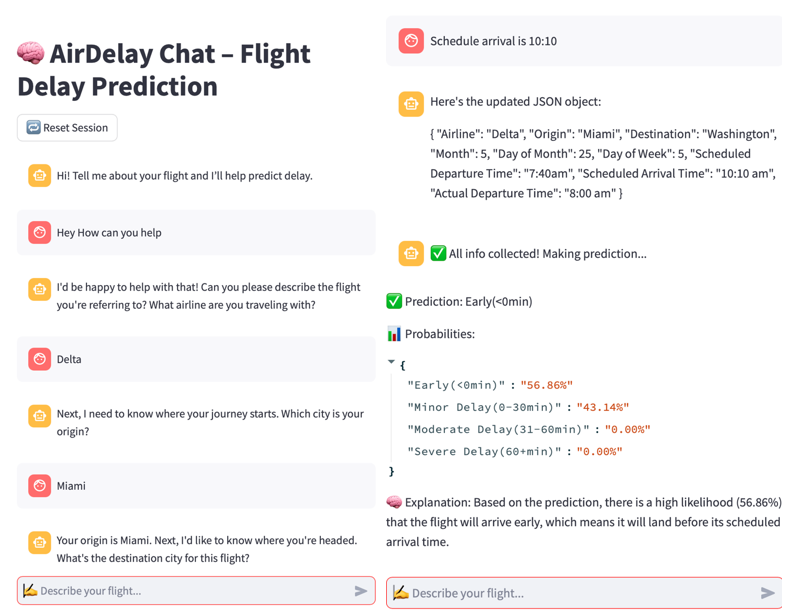 🧠 AirDelay Chat – Flight
Delay Prediction
🔁 Reset Session
Hi! Tell me about your flight and I'll help predict delay.
Hey How can you help
I'd be happy to help with that! Can you please describe the flight
you're referring to? What airline are you traveling with?
Delta
Next, I need to know where your journey starts. Which city is your
origin?
Miami
Your origin is Miami. Next, I'd like to know where you're headed.
What's the destination city for this flight?
✍️ Describe your flight...
Schedule arrival is 10:10
Here's the updated JSON object:
{ "Airline": "Delta", "Origin": "Miami", "Destination": "Washington",
"Month": 5, "Day of Month": 25, "Day of Week": 5, "Scheduled
Departure Time": "7:40am", "Scheduled Arrival Time": "10:10 am",
"Actual Departure Time": "8:00 am" }
✅ All info collected! Making prediction...
✅ Prediction: Early(<0min)
📊 Probabilities:
{
"Early(<0min)" : "56.86%"
"Minor Delay(0-30min)" : "43.14%"
"Moderate Delay(31-60min)" : "0.00%"
"Severe Delay(60+min)" : "0.00%"
}
🧠 Explanation: Based on the prediction, there is a high likelihood (56.86%)
that the flight will arrive early, which means it will land before its scheduled
arrival time.
✍️ Describe your flight...